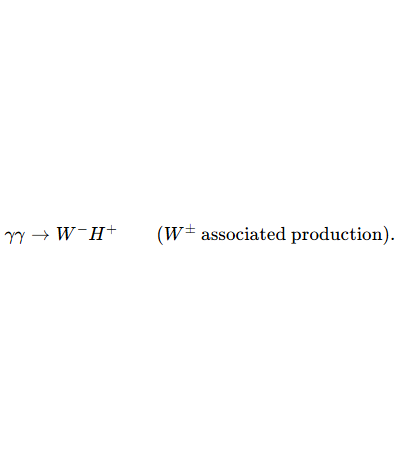 γγ → W⁻H⁺ (W± associated production).